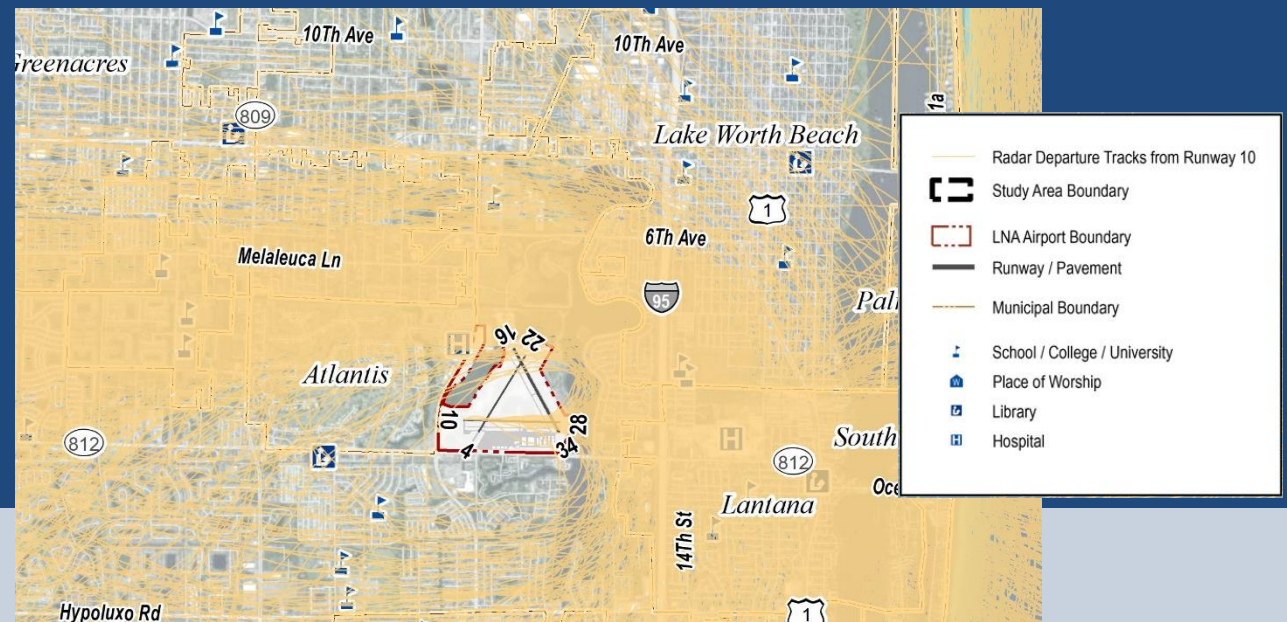 10Th Ave
10Th Ave
Greenacres
1a
809
Lake Worth Beach
1
6Th Ave
Melaleuca Ln
95
H
16
22
Atlantis
10
28
4
34
H
812
812
South
Lantana
14Th St
Hypoluxo Rd
1
Radar Departure Tracks from Runway 10
Study Area Boundary
LNA Airport Boundary
Runway / Pavement
Municipal Boundary
School / College / University
W
Place of Worship
Library
H
Hospital